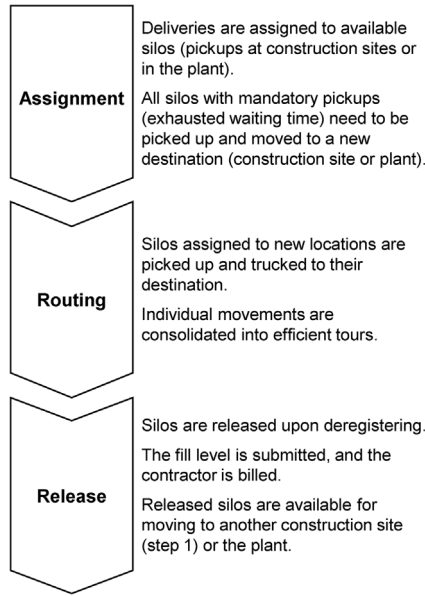 Assignment
Deliveries are assigned to available
silos (pickups at construction sites or
in the plant).
All silos with mandatory pickups
(exhausted waiting time) need to be
picked up and moved to a new
destination (construction site or plant).
Routing
Silos assigned to new locations are
picked up and trucked to their
destination.
Individual movements are
consolidated into efficient tours.
Release
Silos are released upon deregistering.
The fill level is submitted, and the
contractor is billed.
Released silos are available for
moving to another construction site
(step 1) or the plant.